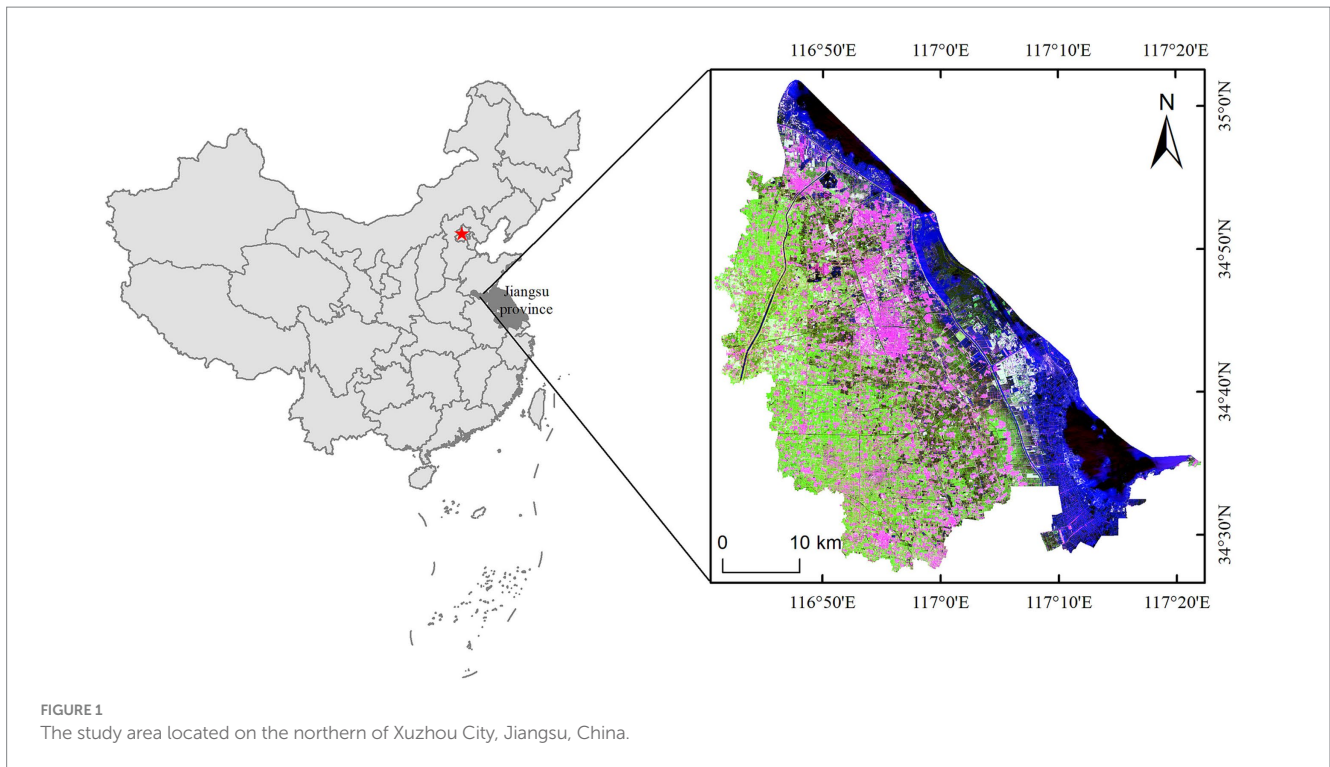 116°50'E 117°0'E 117°10'E 117°20'E
N
35°0'N
34°50'N
34°40'N
34°30'N
Jiangsu
province
0 10 km
116°50'E 117°0'E 117°10'E 117°20'E
FIGURE 1
The study area located on the northern of Xuzhou City, Jiangsu, China.